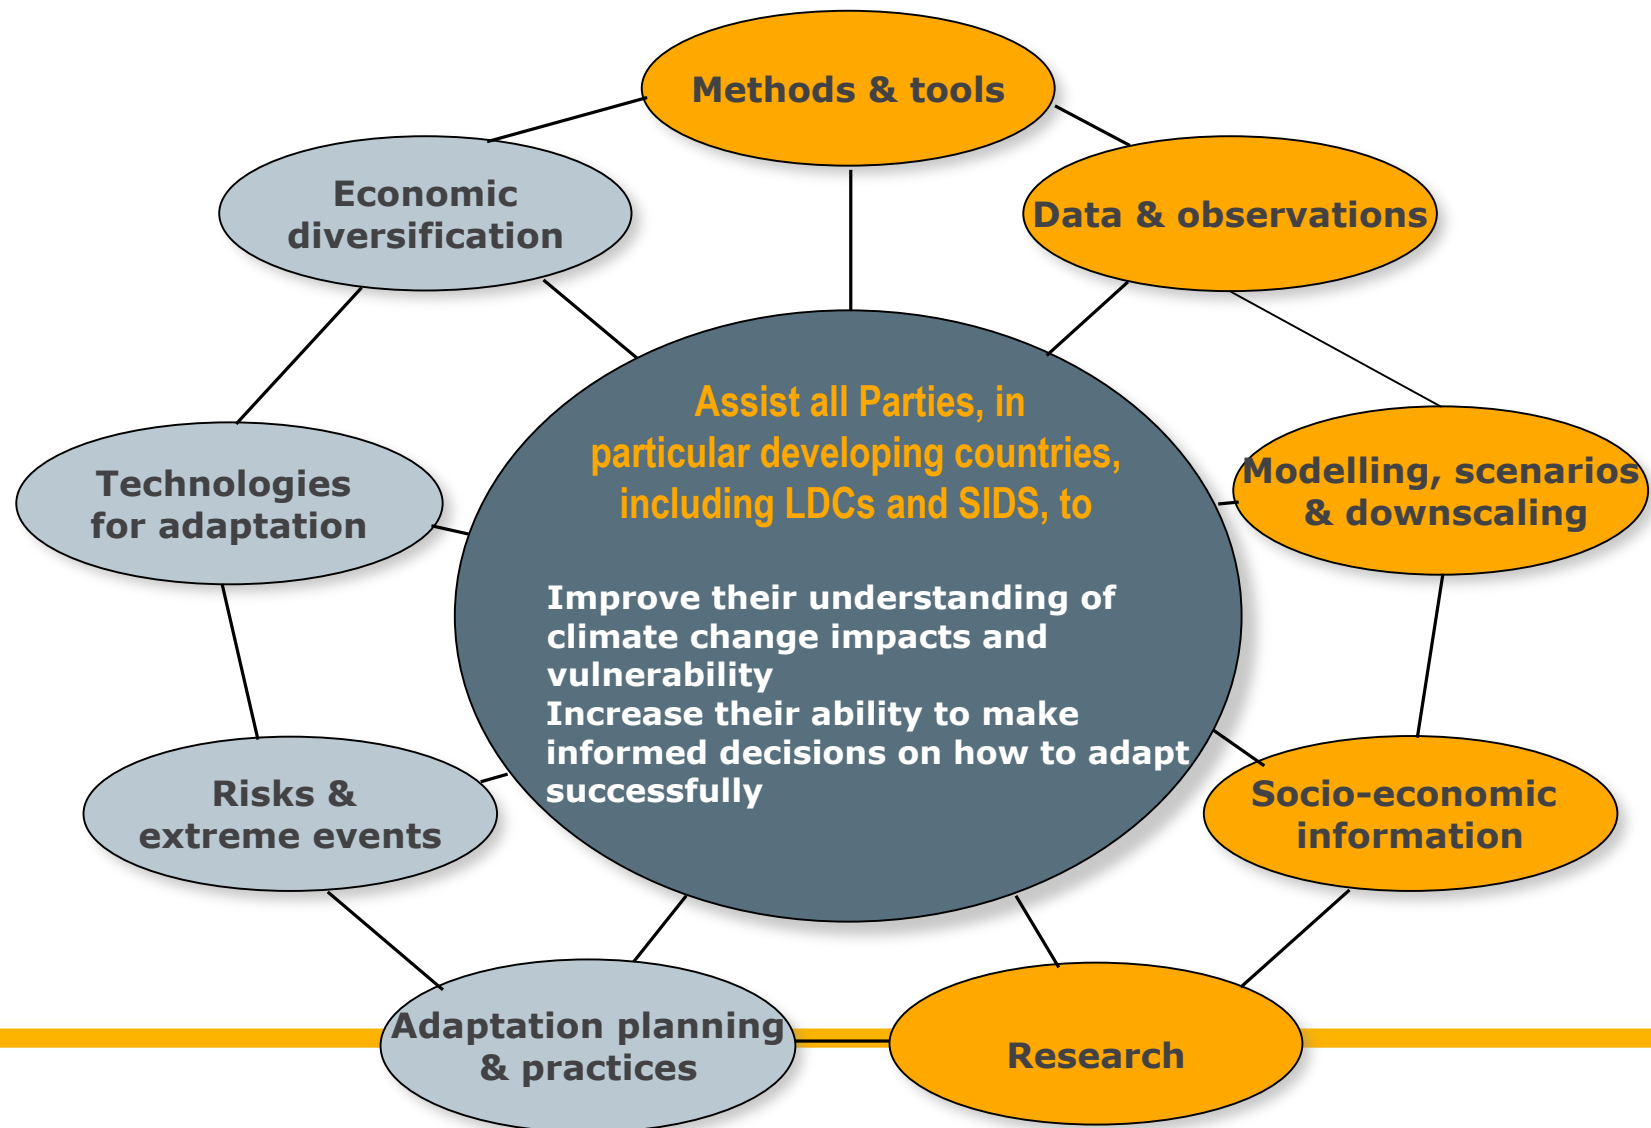 Methods & tools
Economic
diversification
Data & observations
Assist all Parties, in
particular developing countries,
including LDCs and SIDS, to
Technologies
for adaptation
Modelling, scenarios
& downscaling
Improve their understanding of
climate change impacts and
vulnerability
Increase their ability to make
informed decisions on how to adapt
successfully
Risks &
extreme events
Socio-economic
information
Adaptation planning
& practices
Research